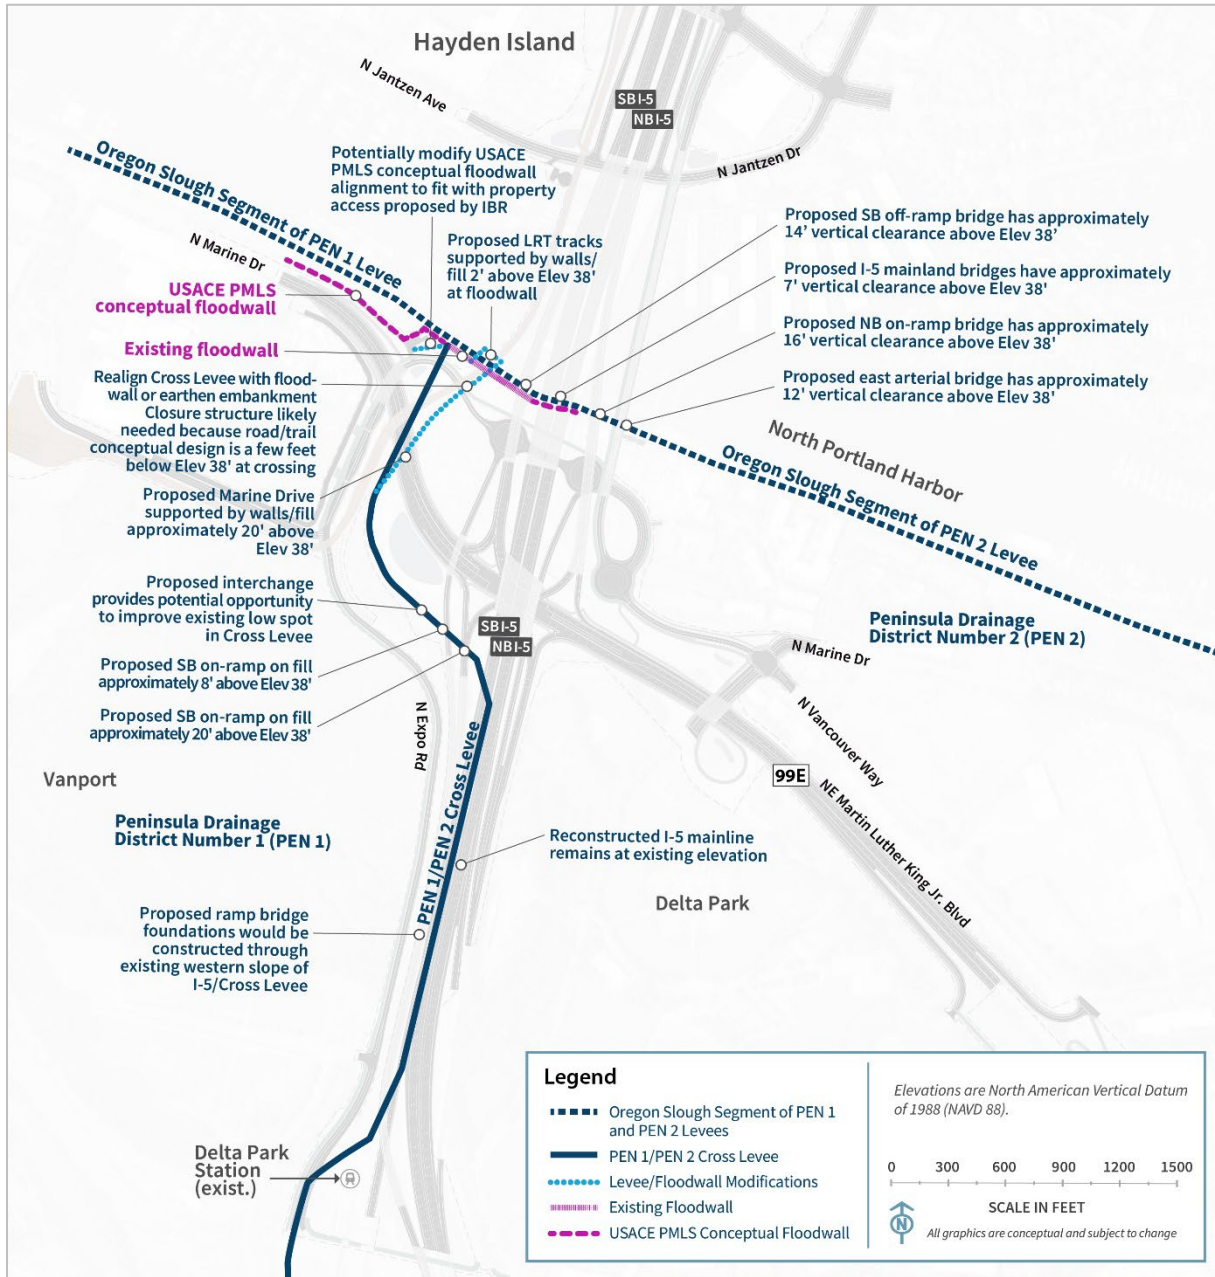 Hayden Island
N Jantzen Ave
SB I-5
NB I-5
N Jantzen Dr
Oregon Slough Segment of PEN 1 Levee
Potentially modify USACE
PMLS conceptual floodwall
alignment to fit with property
access proposed by IBR
N Marine Dr
Proposed LRT tracks
supported by walls/
fill 2' above Elev 38'
at floodwall
Proposed SB off-ramp bridge has approximately
14’ vertical clearance above Elev 38’
Proposed I-5 mainland bridges have approximately
7' vertical clearance above Elev 38'
Proposed NB on-ramp bridge has approximately
16' vertical clearance above Elev 38'
Proposed east arterial bridge has approximately
12' vertical clearance above Elev 38'
USACE PMLS
conceptual floodwall
Existing floodwall
Realign Cross Levee with flood-
wall or earthen embankment
Closure structure likely
needed because road/trail
conceptual design is a few feet
below Elev 38' at crossing
Proposed Marine Drive
supported by walls/fill
approximately 20' above
Elev 38'
Proposed interchange
provides potential opportunity
to improve existing low spot
in Cross Levee
Proposed SB on-ramp on fill
approximately 8' above Elev 38'
Proposed SB on-ramp on fill
approximately 20' above Elev 38'
North Portland Harbor
Oregon Slough Segment of PEN 2 Levee
SB I-5
NB I-5
Peninsula Drainage
District Number 2 (PEN 2)
N Marine Dr
N Vancouver Way
N Expo Rd
99E
NE Martin Luther King Jr. Blvd
Vanport
Peninsula Drainage
District Number 1 (PEN 1)
PEN 1/PEN 2 Cross Levee
Reconstructed I-5 mainline
remains at existing elevation
Delta Park
Proposed ramp bridge
foundations would be
constructed through
existing western slope of
I-5/Cross Levee
Delta Park
Station
(exist.)
Legend
Oregon Slough Segment of PEN 1
and PEN 2 Levees
PEN 1/PEN 2 Cross Levee
Levee/Floodwall Modifications
Existing Floodwall
USACE PMLS Conceptual Floodwall
Elevations are North American Vertical Datum
of 1988 (NAVD 88).
0 300 600 900 1200 1500
SCALE IN FEET
N
All graphics are conceptual and subject to change